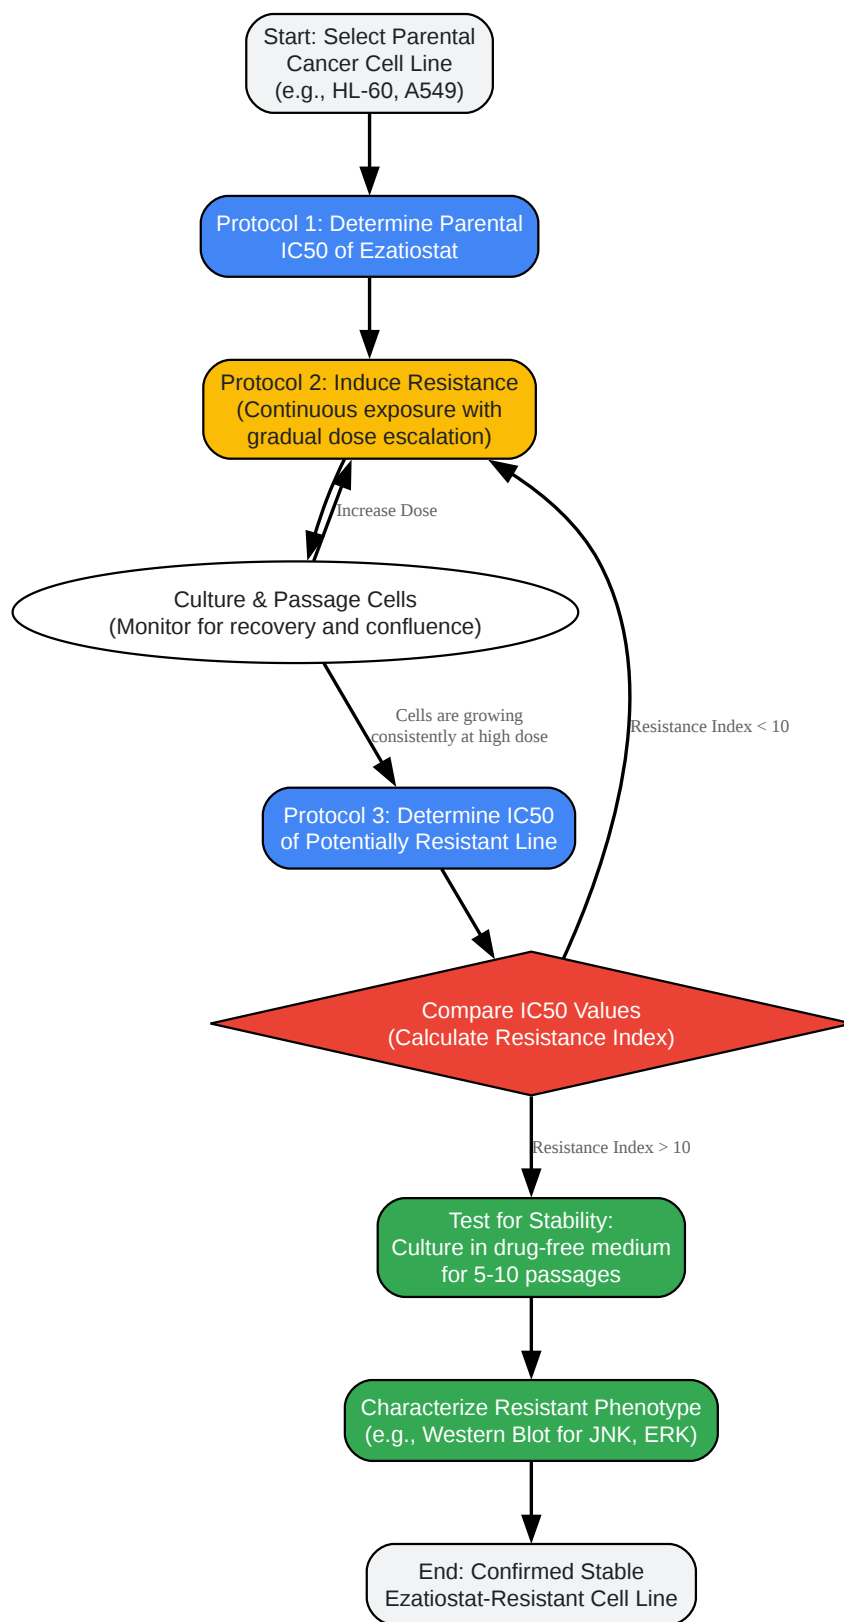 Start: Select Parental
Cancer Cell Line
(e.g., HL-60, A549)
Protocol 1: Determine Parental
IC50 of Ezatiostat
Protocol 2: Induce Resistance
(Continuous exposure with
gradual dose escalation)
Increase Dose
Culture & Passage Cells
(Monitor for recovery and confluence)
Cells are growing
consistently at high dose
Resistance Index < 10
Protocol 3: Determine IC50
of Potentially Resistant Line
Compare IC50 Values
(Calculate Resistance Index)
Resistance Index > 10
Test for Stability:
Culture in drug-free medium
for 5-10 passages
Characterize Resistant Phenotype
(e.g., Western Blot for JNK, ERK)
End: Confirmed Stable
Ezatiostat-Resistant Cell Line